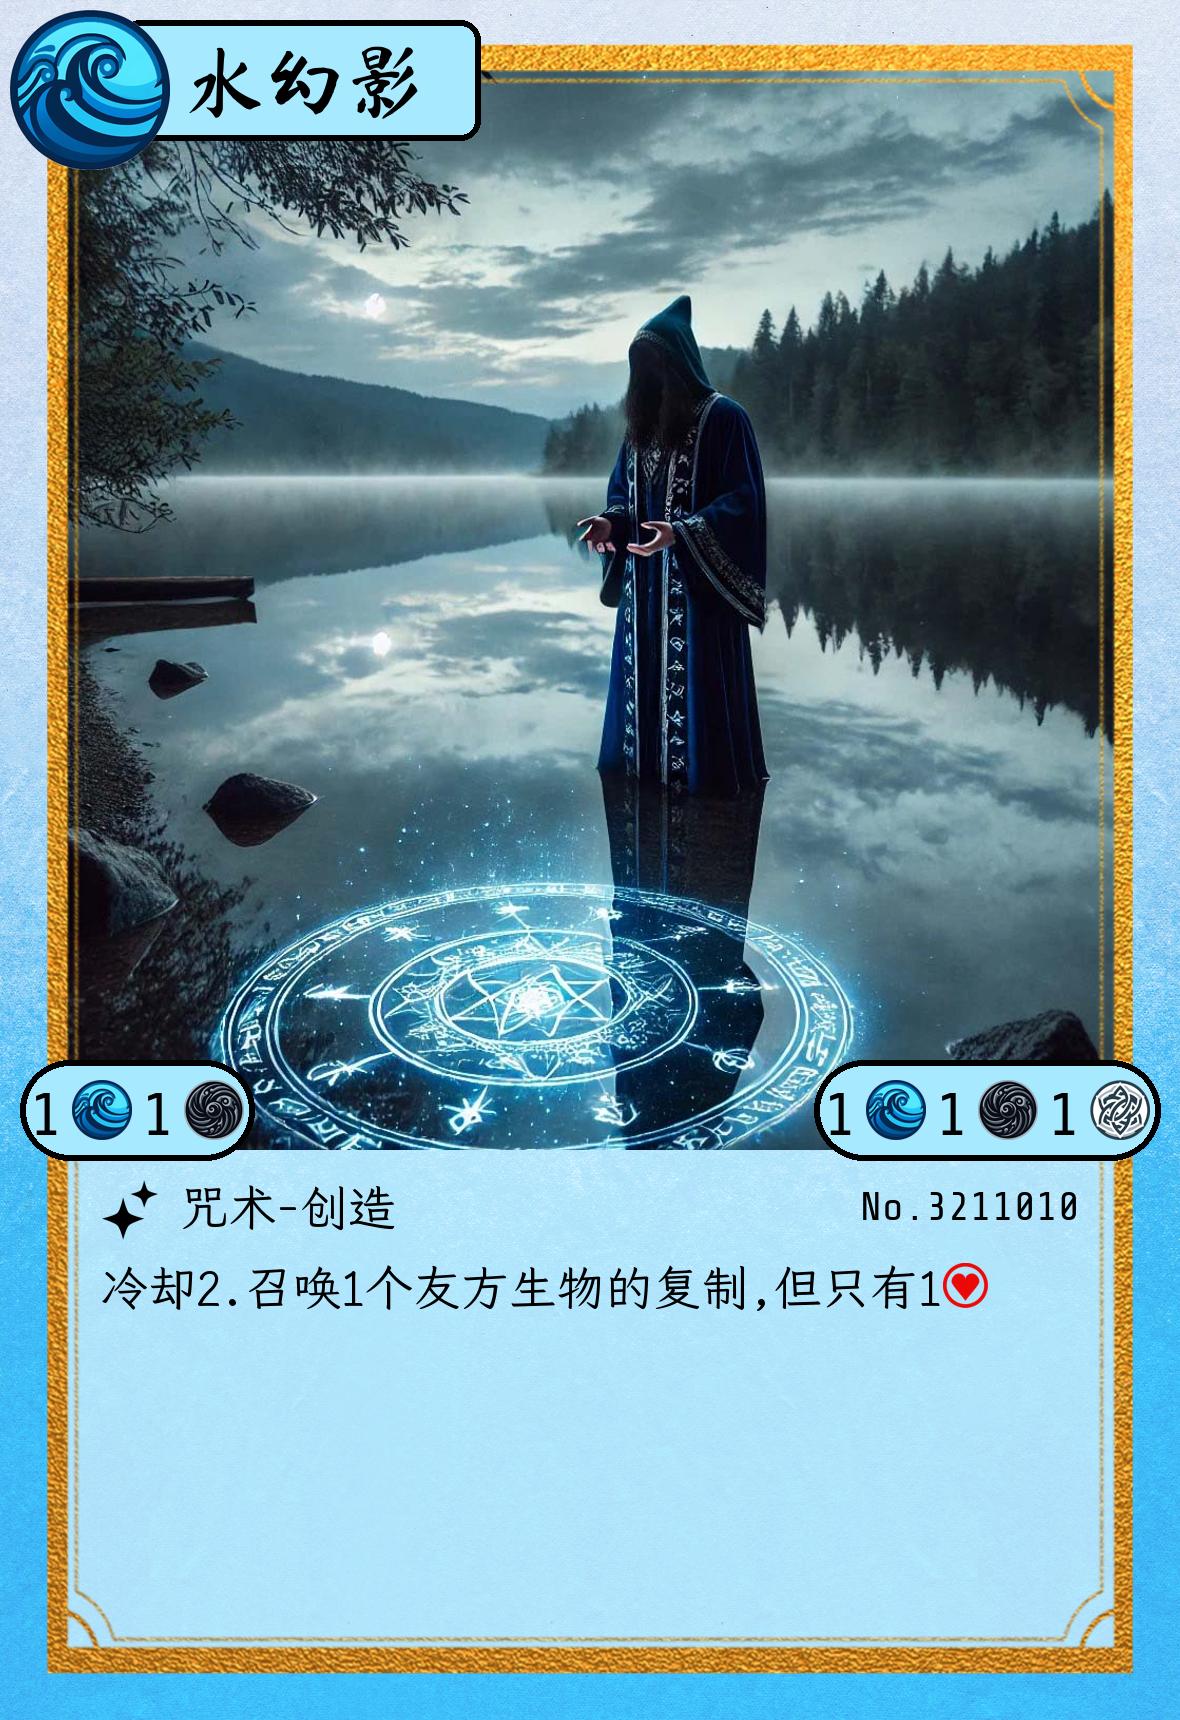 水幻影
1 1
1 1 1
咒术-创造
No.3211010
冷却2.召唤1个友方生物的复制,但只有1